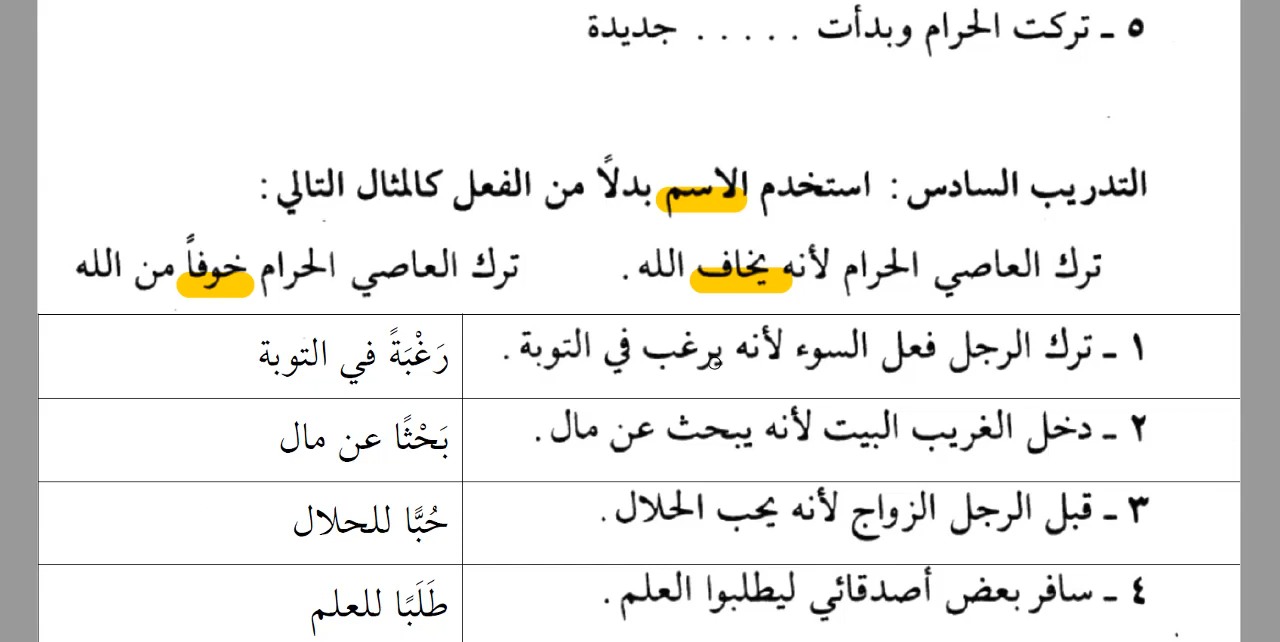 ٥ ـ تركت الحرام وبدأت . . . . . جديدة
التدريب السادس : استخدم الاسم بدلاً من الفعل كالمثال التالي :
ترك العاصي الحرام لأنه يخاف الله . ترك العاصي الحرام خوفاً من الله
١ ـ ترك الرجل فعل السوء لأنه يرغب في التوبة . رَغْبَةً في التوبة
٢ ـ دخل الغريب البيت لأنه يبحث عن مال . بَحْثًا عن مال
٣ ـ قبل الرجل الزواج لأنه يحب الحلال . حُبًّا للحلال
٤ ـ سافر بعض أصدقائي ليطلبوا العلم . طَلَبًا للعلم